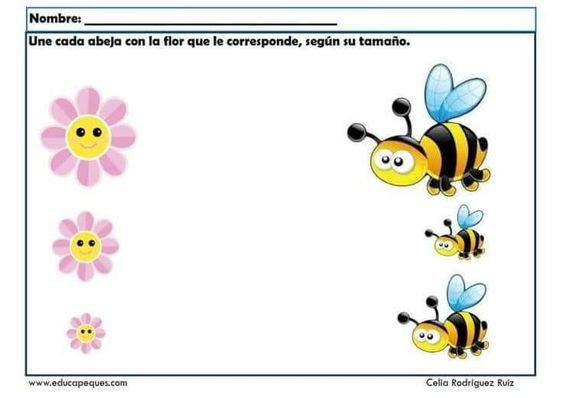 Nombre: ______________________________
Une cada abeja con la flor que le corresponde, según su tamaño.
www.educapeques.com
Celia Rodríguez Ruiz